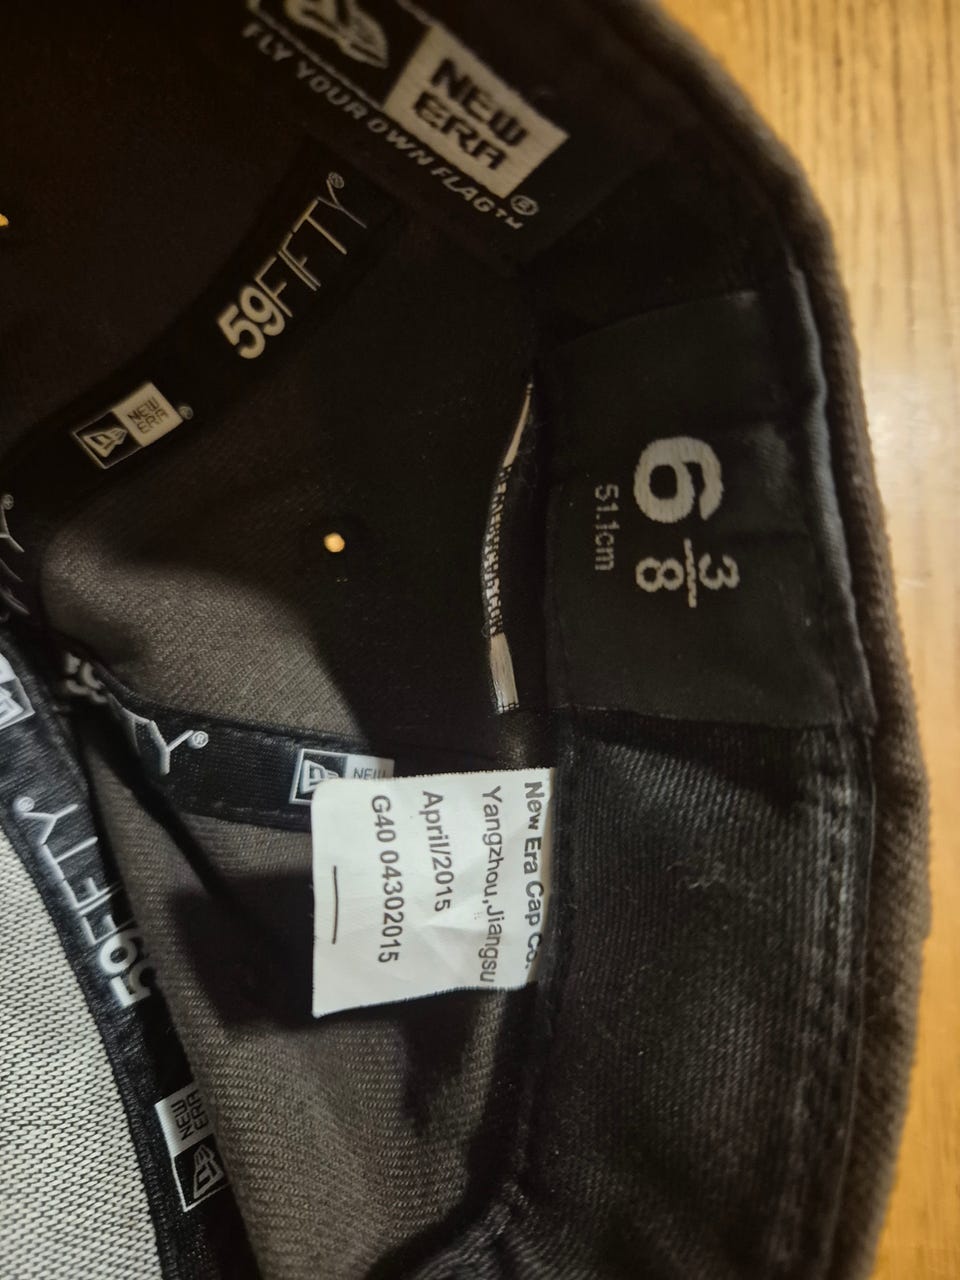 NEW
ERA®
FLY YOUR OWN FLAG™
59FIFTY®
NEW
ERA®
6 3/8
51.1cm
New Era Cap Co.
Yangzhou,Jiangsu
April/2015
G40 04302015
NEW
59FIFTY®
NEW
ERA